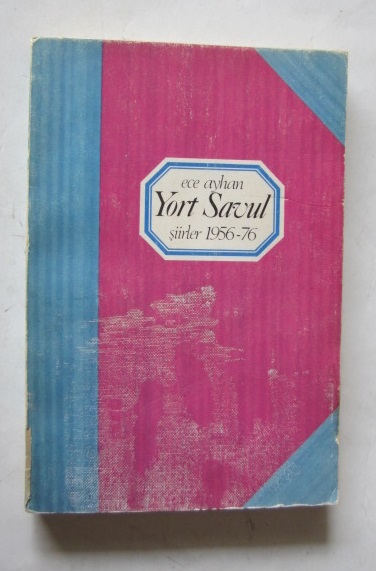 ece ayhan
Yort Savul
şiirler 1956-76